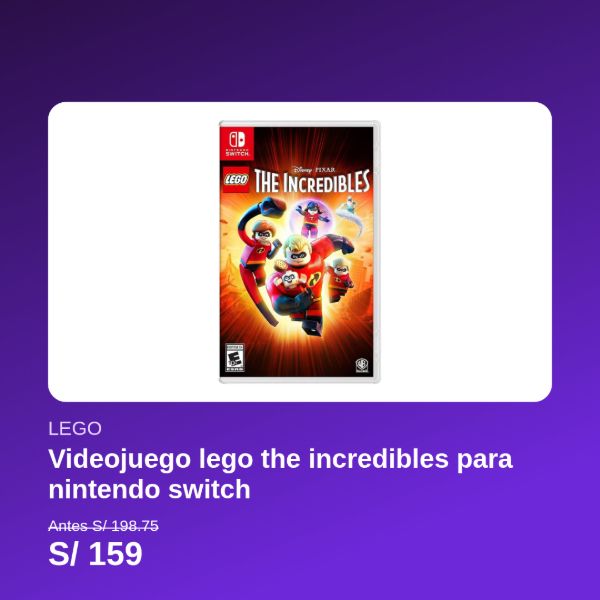 NINTENDO
SWITCH
Disney PIXAR
LEGO THE INCREDIBLES
E
ESRB
LEGO
Videojuego lego the incredibles para
nintendo switch
Antes S/ 198.75
S/ 159